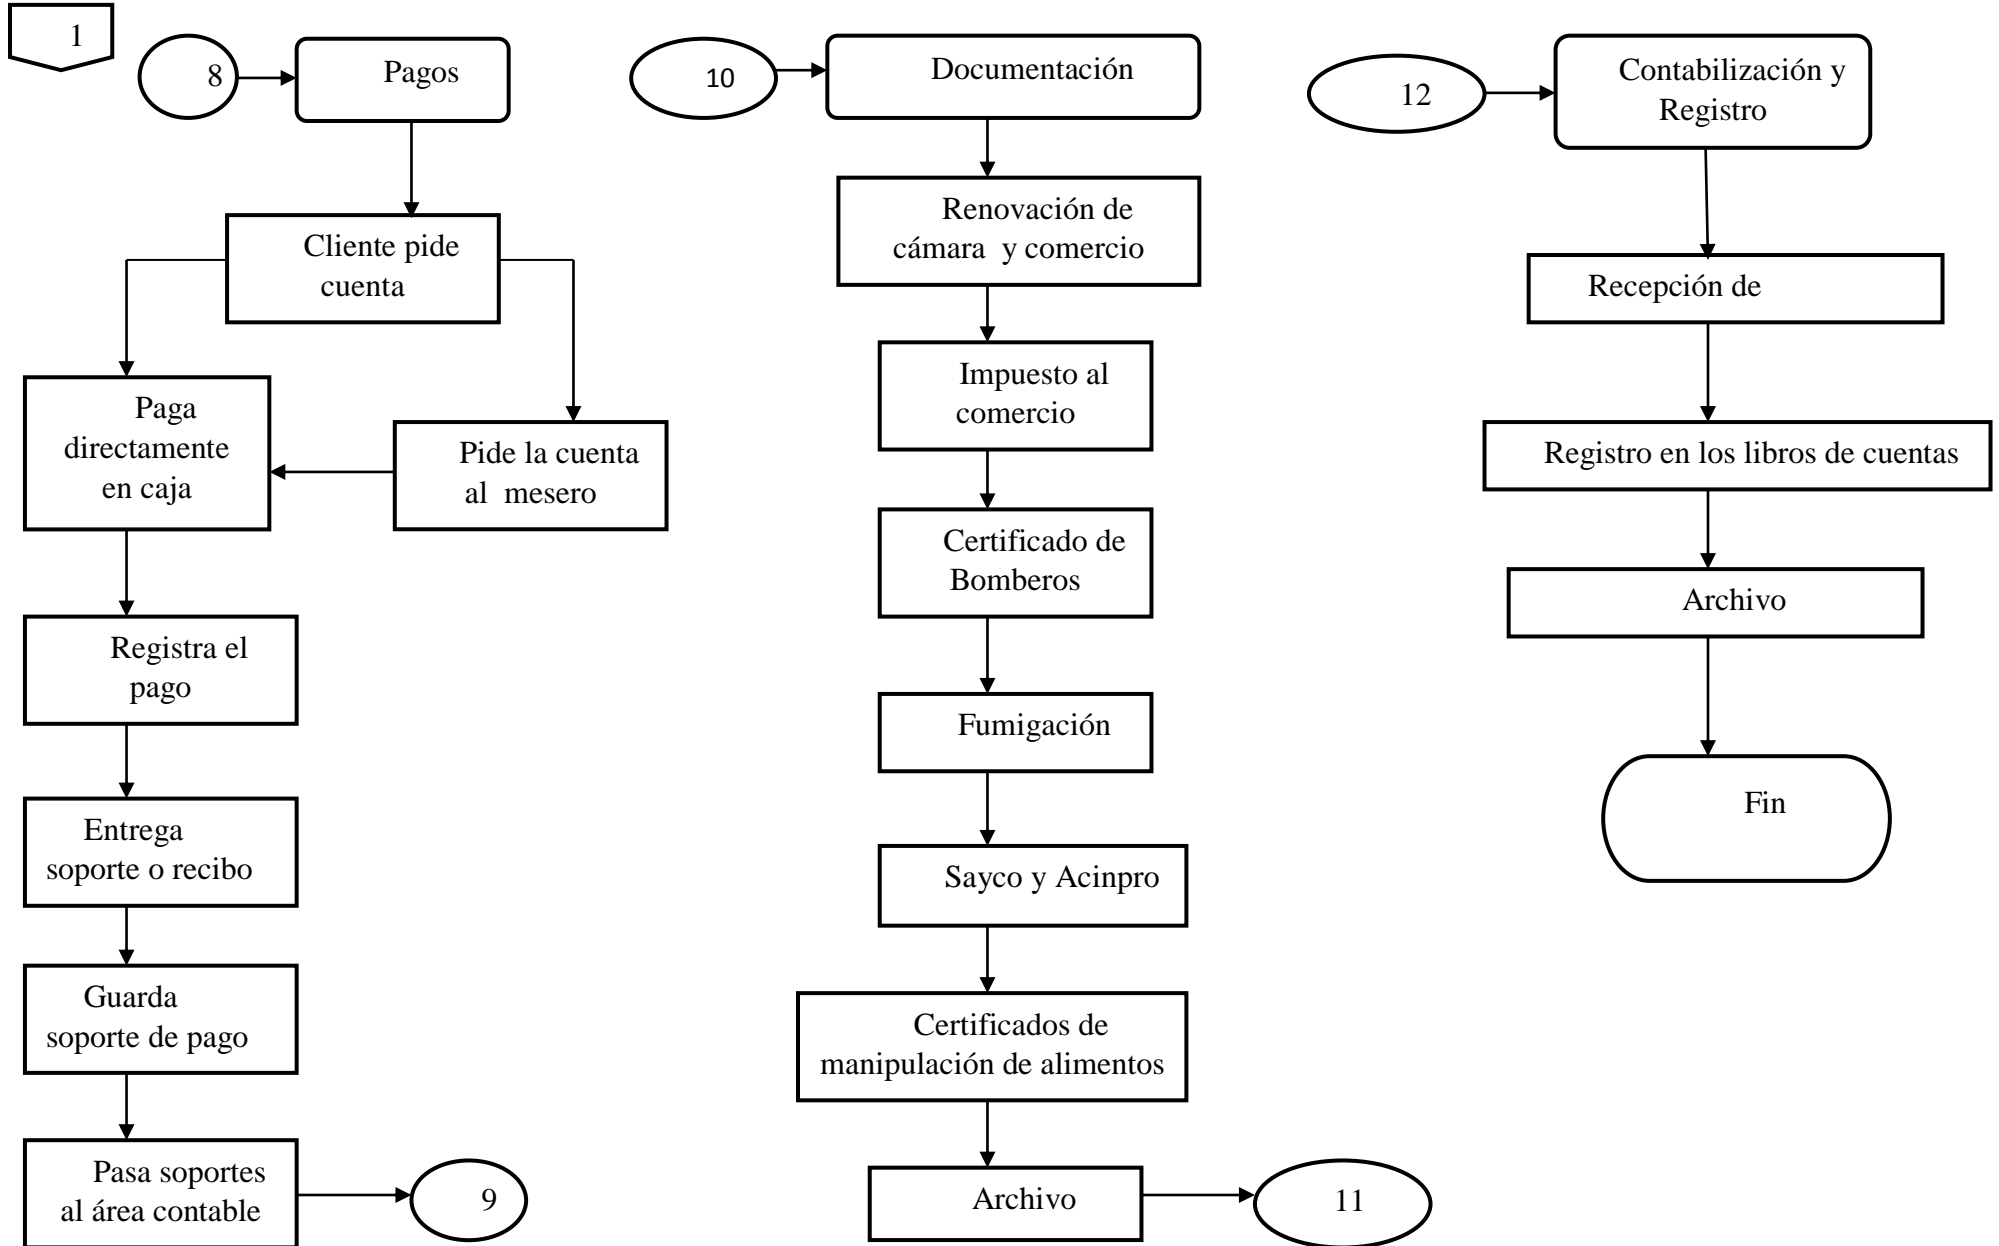 1
8
Pagos
Cliente pide
cuenta
Paga
directamente
en caja
Pide la cuenta
al mesero
Registra el
pago
Entrega
soporte o recibo
Guarda
soporte de pago
Pasa soportes
al área contable
9
10
Documentación
Renovación de
cámara y comercio
Impuesto al
comercio
Certificado de
Bomberos
Fumigación
Sayco y Acinpro
Certificados de
manipulación de alimentos
Archivo
11
12
Contabilización y
Registro
Recepción de
Registro en los libros de cuentas
Archivo
Fin